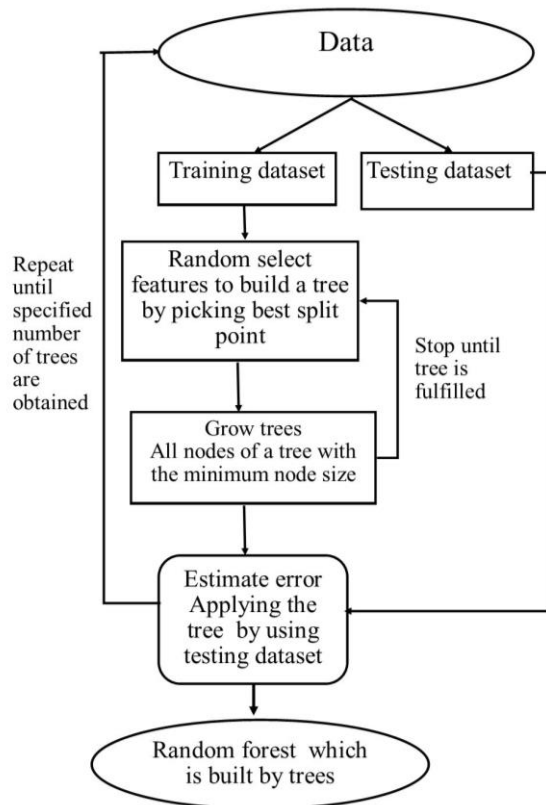 Data
Training dataset
Testing dataset
Random select
features to build a tree
by picking best split
point
Repeat
until
specified
number
of trees
are
obtained
Stop until
tree is
fulfilled
Grow trees
All nodes of a tree with
the minimum node size
Estimate error
Applying the
tree by using
testing dataset
Random forest which
is built by trees